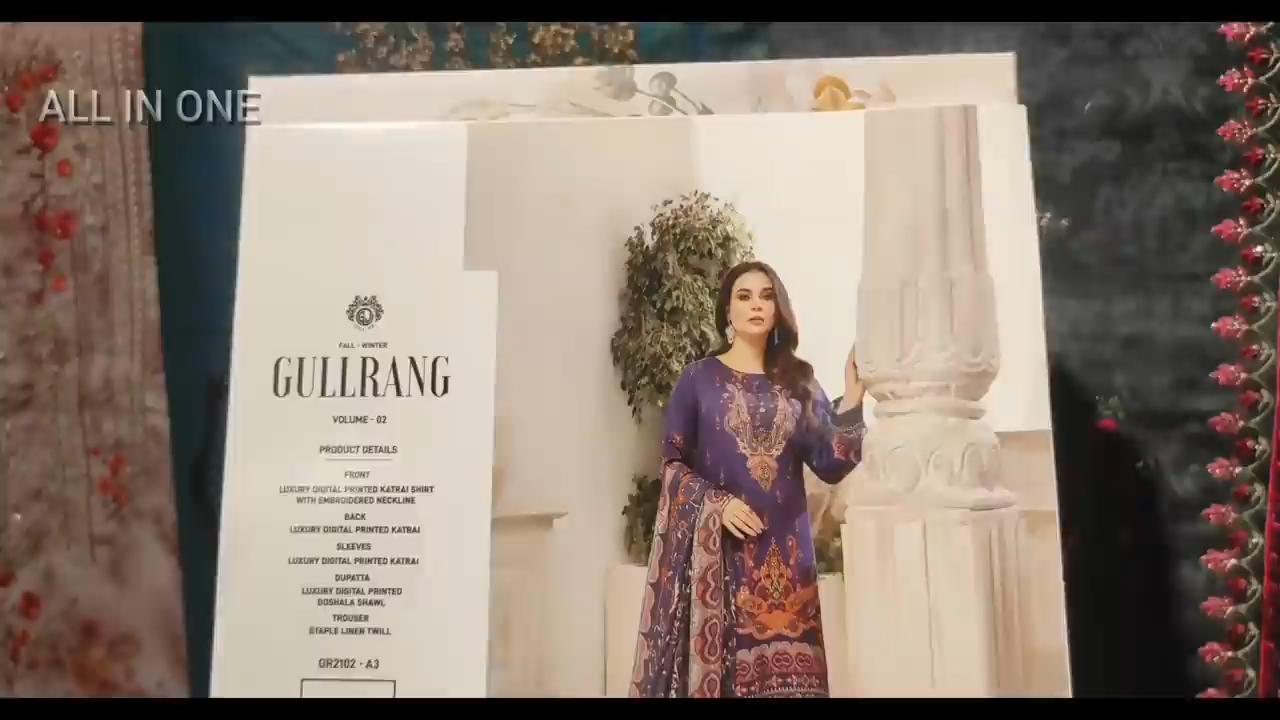 ALL IN ONE
FALL - WINTER
GULLRANG
VOLUME - 02
PRODUCT DETAILS
FRONT
LUXURY DIGITAL PRINTED KATRAI SHIRT
WITH EMBROIDERED NECKLINE
BACK
LUXURY DIGITAL PRINTED KATRAI
SLEEVES
LUXURY DIGITAL PRINTED KATRAI
DUPATTA
LUXURY DIGITAL PRINTED
DOSHALA SHAWL
TROUSER
STAPLE LINEN TWILL
GR2102 - A3